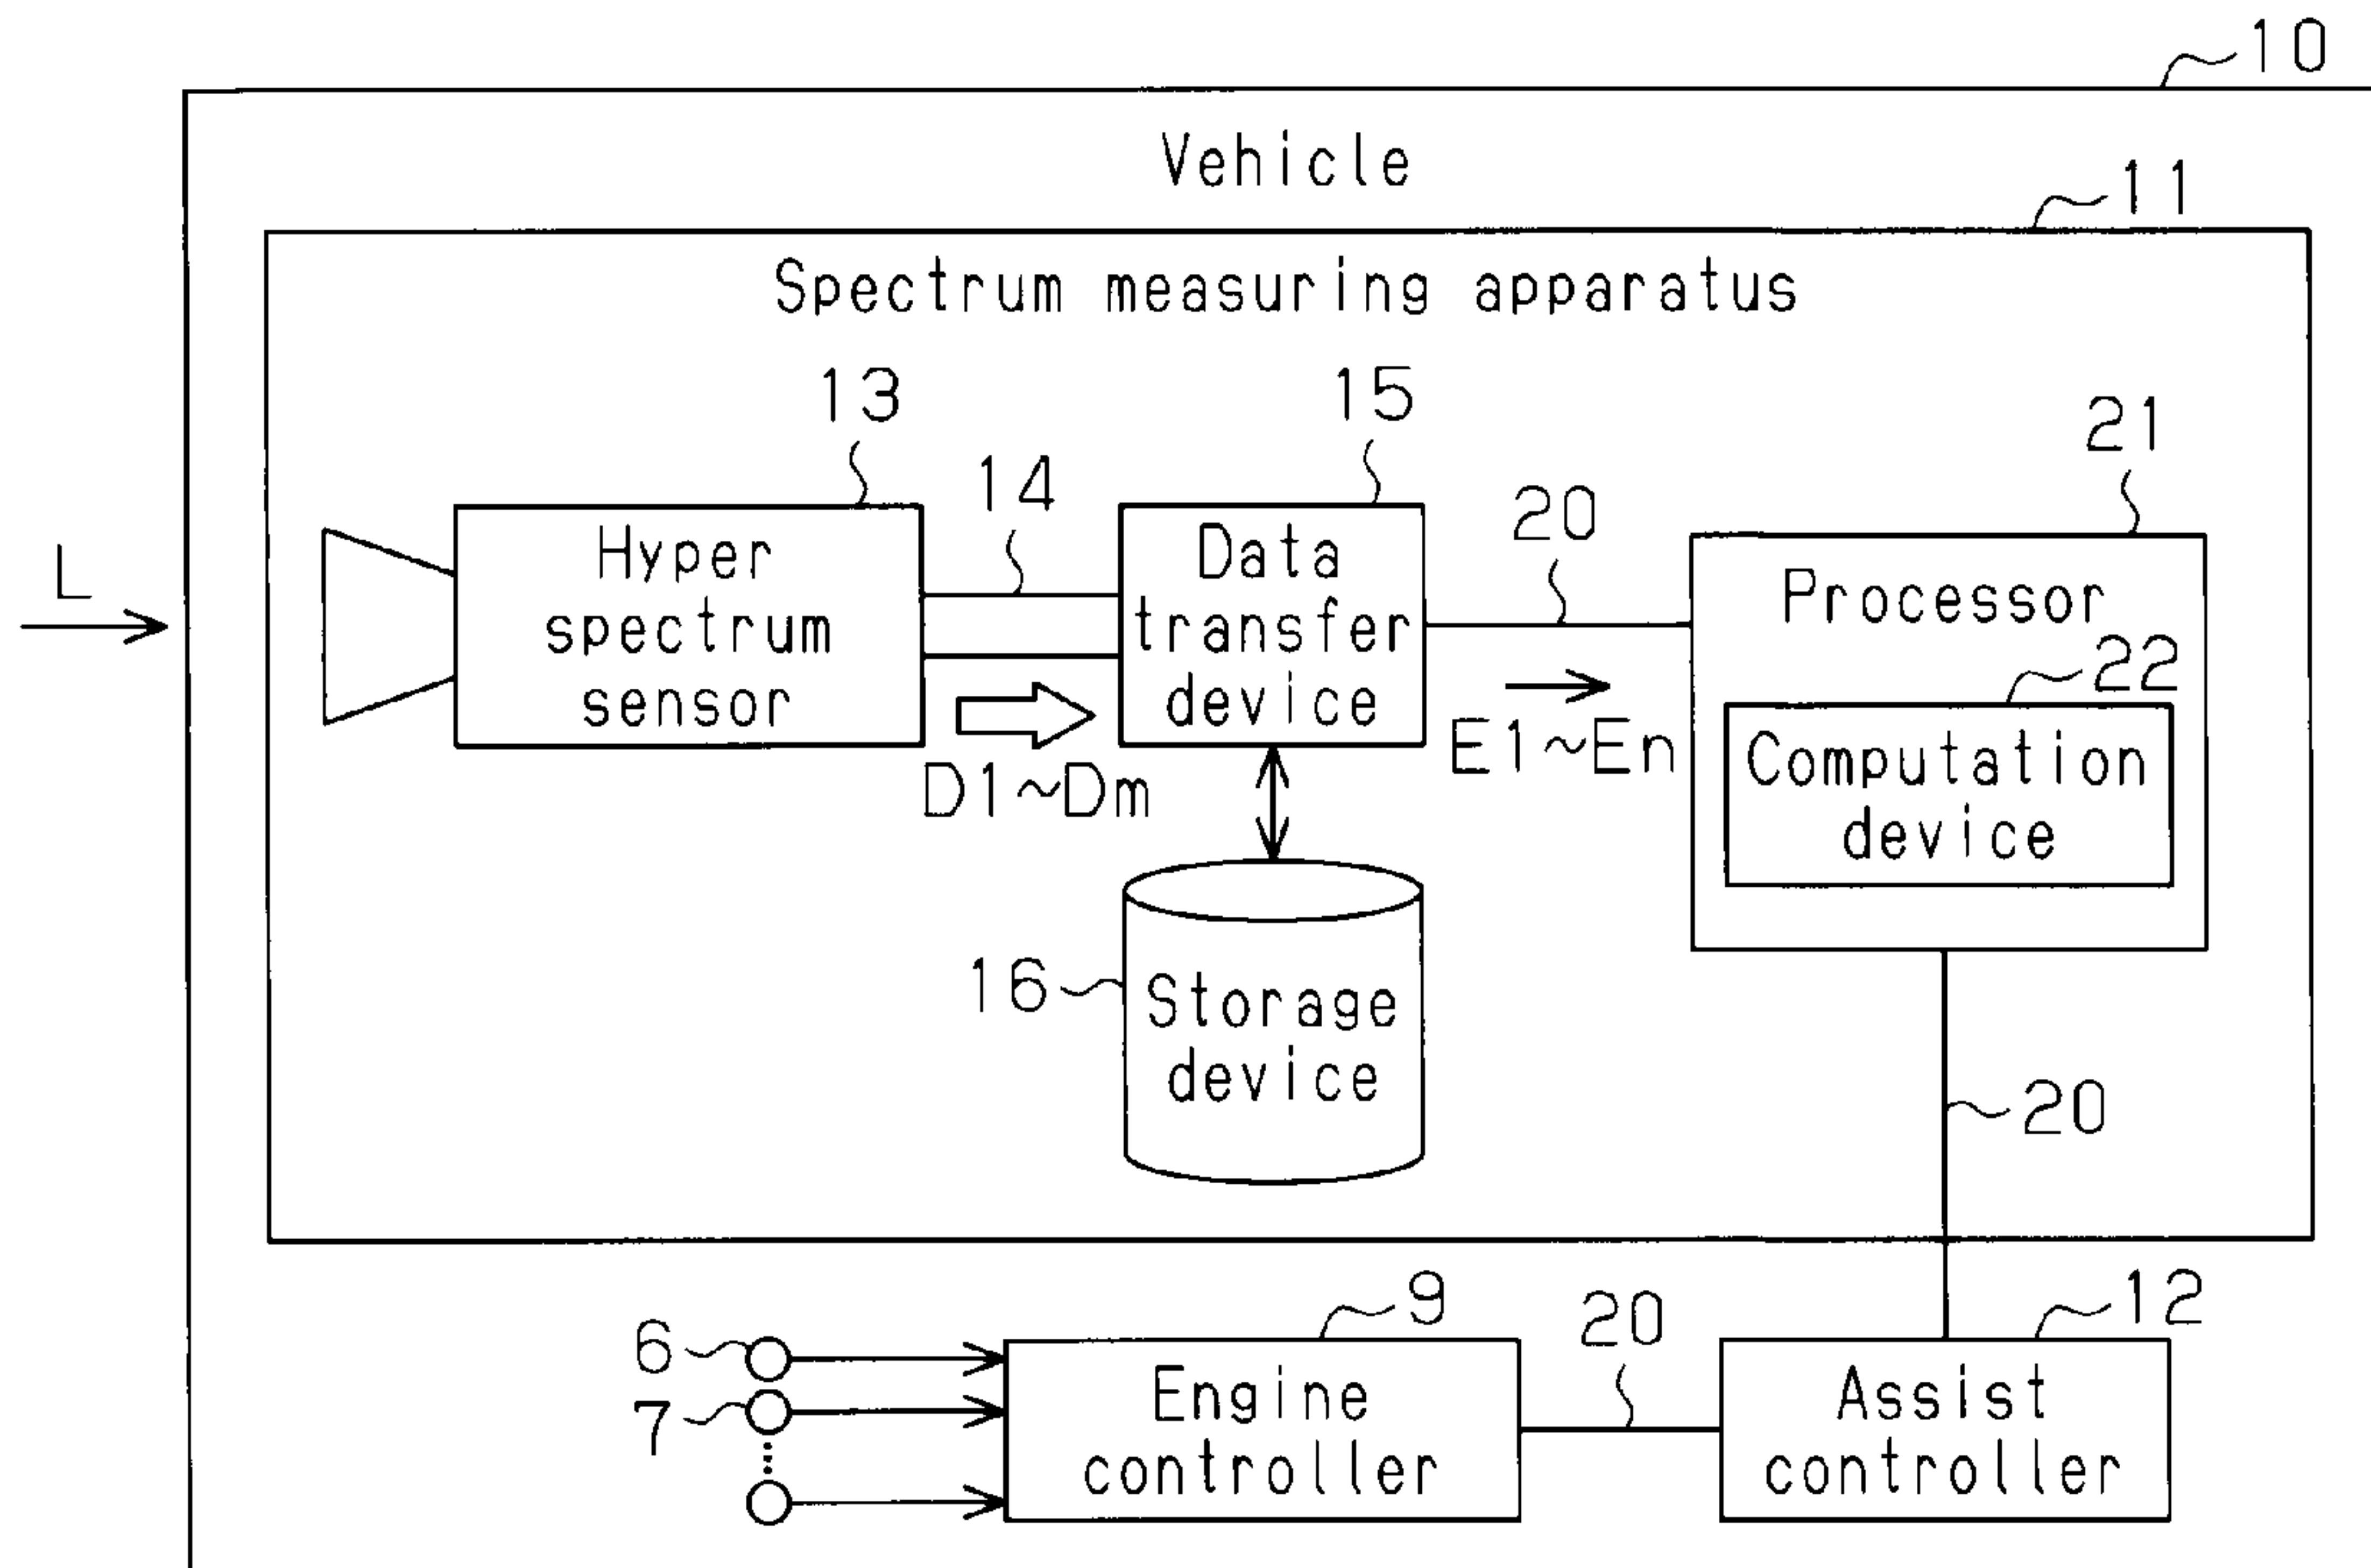 10
Vehicle
11
Spectrum measuring apparatus
13
15
21
14
20
L
Hyper
spectrum
sensor
Data
transfer
device
Processor
22
Computation
device
D1~Dm
E1~En
16
Storage
device
20
9
20
12
6
7
Engine
controller
Assist
controller